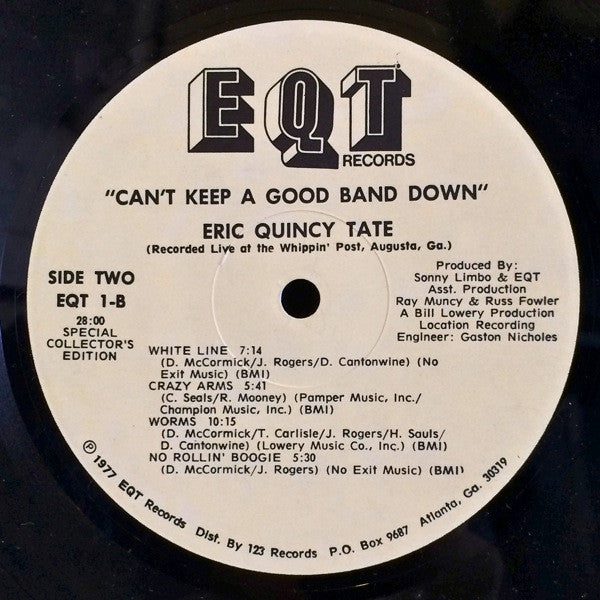 EQT
RECORDS
"CAN'T KEEP A GOOD BAND DOWN"
ERIC QUINCY TATE
(Recorded Live at the Whippin' Post, Augusta, Ga.)
SIDE TWO
EQT 1-B
28:00
SPECIAL
COLLECTOR'S
EDITION
Produced By:
Sonny Limbo & EQT
Asst. Production
Ray Muncy & Russ Fowler
A Bill Lowery Production
Location Recording
Engineer: Gaston Nicholes
WHITE LINE 7:14
(D. McCormick/J. Rogers/D. Cantonwine) (No
Exit Music) (BMI)
CRAZY ARMS 5:41
(C. Seals/R. Mooney) (Pamper Music, Inc./
Champion Music, Inc.) (BMI)
WORMS 10:15
(D. McCormick/T. Carlisle/J. Rogers/H. Sauls/
D. Cantonwine) (Lowery Music Co., Inc.) (BMI)
NO ROLLIN' BOOGIE 5:30
(D. McCormick/J. Rogers) (No Exit Music) (BMI)
℗ 1977 EQT Records Dist. By 123 Records P.O. Box 9687 Atlanta, Ga. 30319